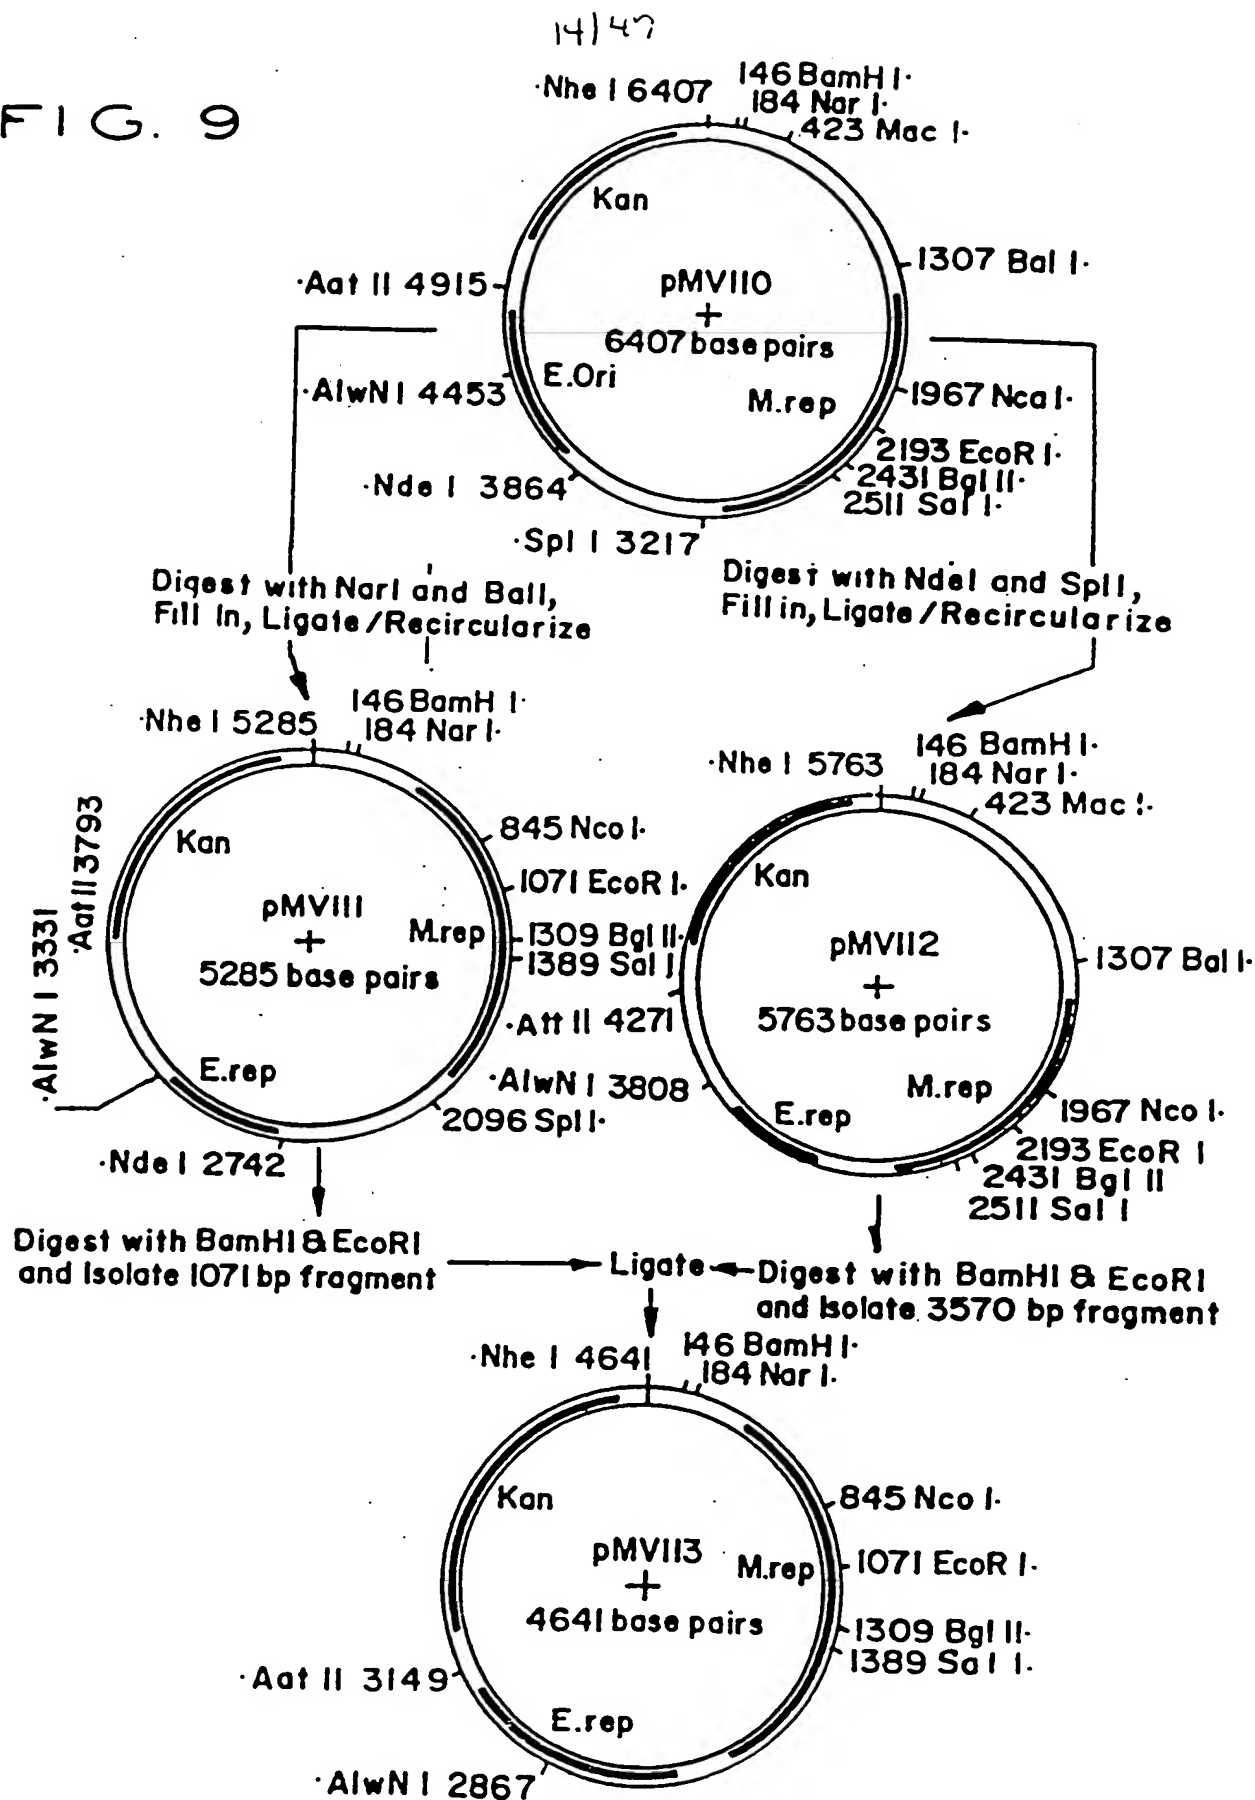 14/47
FIG. 9
·Nhe I 6407
146 BamH I·
184 Nar I·
423 Mac I·
Kan
1307 Bal I·
·Aat II 4915
pMV110
+
6407 base pairs
E.Ori
·AlwN I 4453
M.rep
1967 Nca I·
2193 EcoR I·
2431 Bgl II·
2511 Sal I·
·Nde I 3864
·Spl I 3217
Digest with NarI and BalI,
Fill In, Ligate/Recircularize
Digest with NdeI and SplI,
Fill in, Ligate/Recircularize
·Nhe I 5285
146 BamH I·
184 Nar I·
Kan
845 Nco I·
1071 EcoR I·
pMV111
+
5285 base pairs
M.rep
1309 Bgl II·
1389 Sal I
·Aat II 3793
·AlwN I 3331
E.rep
2096 Spl I·
·Nde I 2742
·Nhe I 5763
146 BamH I·
184 Nar I·
423 Mac I·
Kan
pMV112
+
5763 base pairs
1307 Bal I·
·Att II 4271
·AlwN I 3808
M.rep
E.rep
1967 Nco I·
2193 EcoR I
2431 Bgl II
2511 Sal I
Digest with BamHI & EcoRI
and Isolate 1071 bp fragment
Ligate
Digest with BamHI & EcoRI
and Isolate 3570 bp fragment
·Nhe I 4641
146 BamH I·
184 Nar I·
Kan
845 Nco I·
pMV113
+
4641 base pairs
M.rep
1071 EcoR I·
1309 Bgl II·
1389 Sal I·
·Aat II 3149
E.rep
·AlwN I 2867